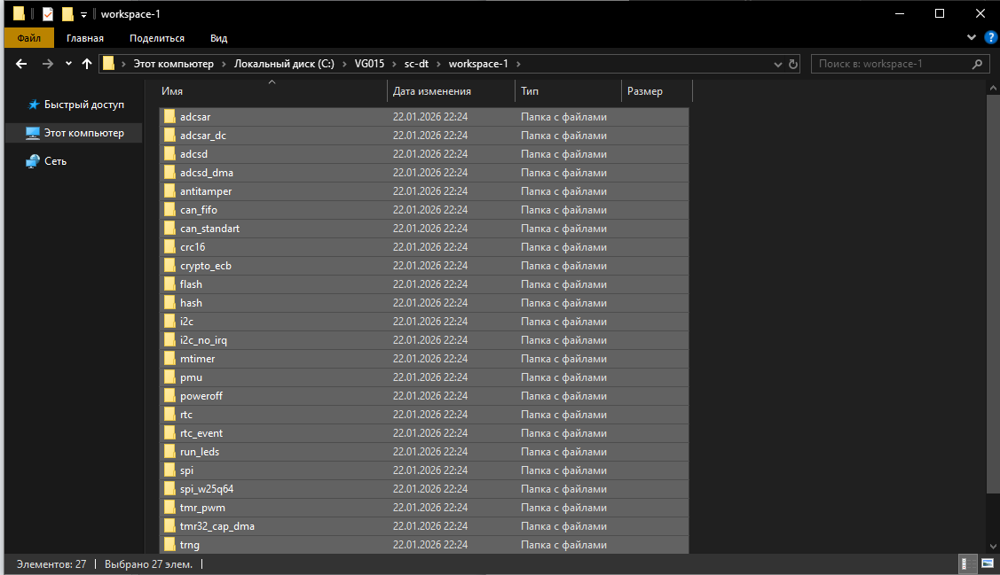 workspace-1
Файл Главная Поделиться Вид
Этот компьютер Локальный диск (C:) VG015 sc-dt workspace-1 Поиск в: workspace-1
Быстрый доступ
Этот компьютер
Сеть
Имя Дата изменения Тип Размер
adcsar 22.01.2026 22:24 Папка с файлами
adcsar_dc 22.01.2026 22:24 Папка с файлами
adcsd 22.01.2026 22:24 Папка с файлами
adcsd_dma 22.01.2026 22:24 Папка с файлами
antitamper 22.01.2026 22:24 Папка с файлами
can_fifo 22.01.2026 22:24 Папка с файлами
can_standart 22.01.2026 22:24 Папка с файлами
crc16 22.01.2026 22:24 Папка с файлами
crypto_ecb 22.01.2026 22:24 Папка с файлами
flash 22.01.2026 22:24 Папка с файлами
hash 22.01.2026 22:24 Папка с файлами
i2c 22.01.2026 22:24 Папка с файлами
i2c_no_irq 22.01.2026 22:24 Папка с файлами
mtimer 22.01.2026 22:24 Папка с файлами
pmu 22.01.2026 22:24 Папка с файлами
poweroff 22.01.2026 22:24 Папка с файлами
rtc 22.01.2026 22:24 Папка с файлами
rtc_event 22.01.2026 22:24 Папка с файлами
run_leds 22.01.2026 22:24 Папка с файлами
spi 22.01.2026 22:24 Папка с файлами
spi_w25q64 22.01.2026 22:24 Папка с файлами
tmr_pwm 22.01.2026 22:24 Папка с файлами
tmr32_cap_dma 22.01.2026 22:24 Папка с файлами
trng 22.01.2026 22:24 Папка с файлами
Элементов: 27 Выбрано 27 элем.